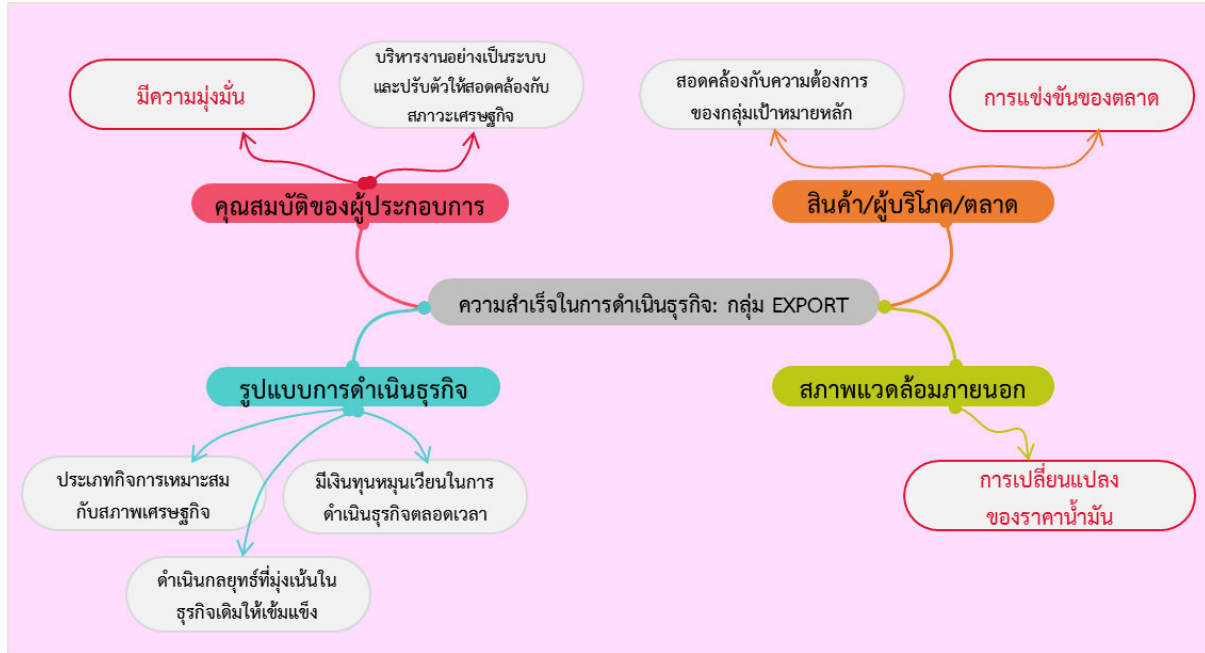 บริหารงานอย่างเป็นระบบ
และปรับตัวให้สอดคล้องกับ
สภาวะเศรษฐกิจ
มีความมุ่งมั่น
สอดคล้องกับความต้องการ
ของกลุ่มเป้าหมายหลัก
การแข่งขันของตลาด
คุณสมบัติของผู้ประกอบการ
สินค้า/ผู้บริโภค/ตลาด
ความสำเร็จในการดำเนินธุรกิจ: กลุ่ม EXPORT
รูปแบบการดำเนินธุรกิจ
สภาพแวดล้อมภายนอก
ประเภทกิจการเหมาะสม
กับสภาพเศรษฐกิจ
มีเงินทุนหมุนเวียนในการ
ดำเนินธุรกิจตลอดเวลา
การเปลี่ยนแปลง
ของราคาน้ำมัน
ดำเนินกลยุทธ์ที่มุ่งเน้นใน
ธุรกิจเดิมให้เข้มแข็ง